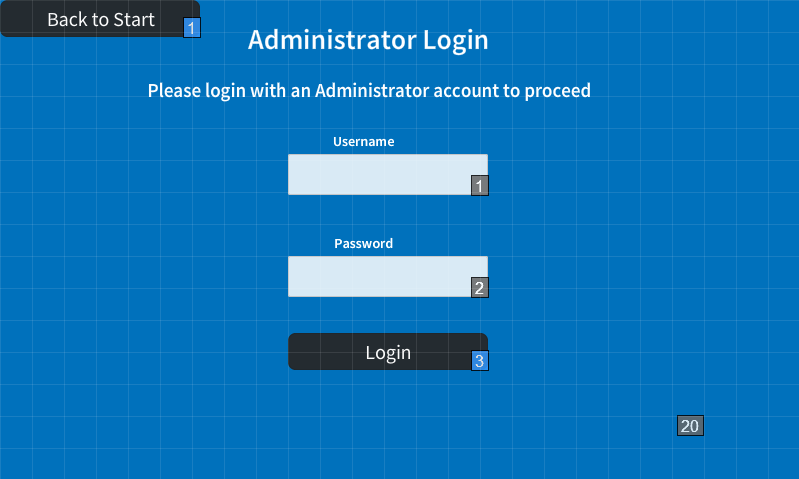 Back to Start
1
Administrator Login
Please login with an Administrator account to proceed
Username
1
Password
2
Login
3
20